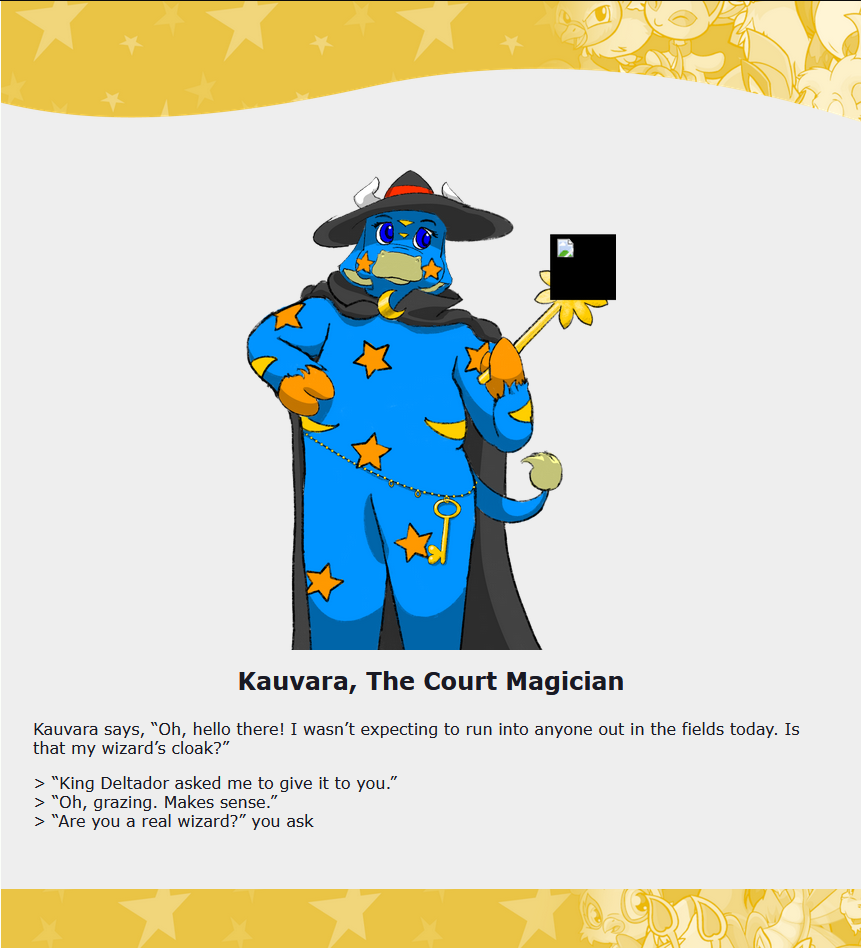 Kauvara, The Court Magician
Kauvara says, “Oh, hello there! I wasn’t expecting to run into anyone out in the fields today. Is
that my wizard’s cloak?”
> “King Deltador asked me to give it to you.”
> “Oh, grazing. Makes sense.”
> “Are you a real wizard?” you ask